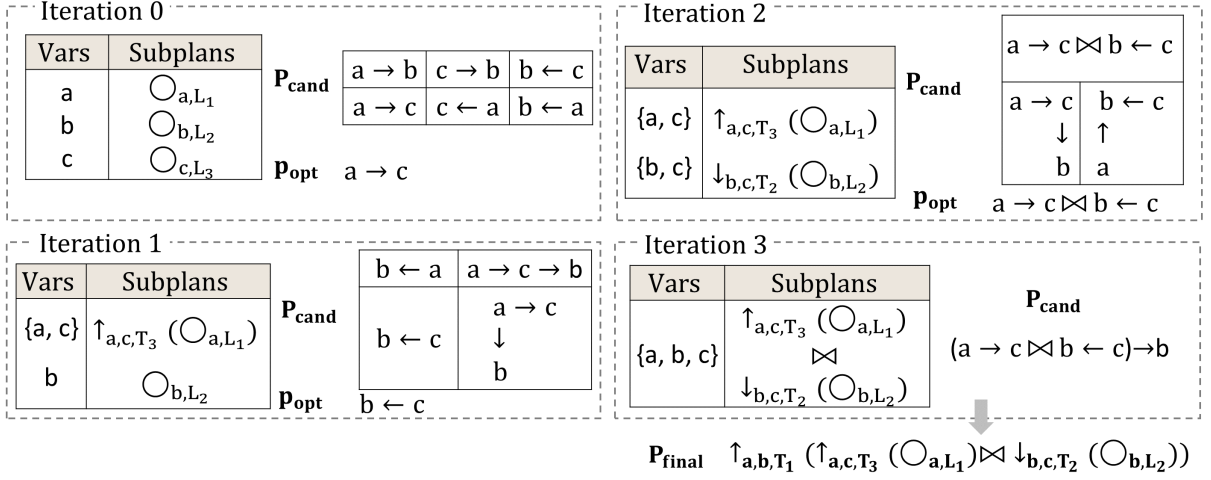 Iteration 0
Vars Subplans
a ○a,L1
b ○b,L2
c ○c,L3
Pcand
a → b c → b b ← c
a → c c ← a b ← a
popt a → c
Iteration 1
Vars Subplans
{a, c} ↑a,c,T3 (○a,L1)
b ○b,L2
Pcand
b ← a a → c → b
b ← c a → c
↓
b
popt b ← c
Iteration 2
Vars Subplans
{a, c} ↑a,c,T3 (○a,L1)
{b, c} ↓b,c,T2 (○b,L2)
Pcand
a → c ⋈ b ← c
a → c b ← c
↓ ↑
b a
popt a → c ⋈ b ← c
Iteration 3
Vars Subplans
{a, b, c} ↑a,c,T3 (○a,L1)
⋈
↓b,c,T2 (○b,L2)
Pcand
(a → c ⋈ b ← c)→b
Pfinal ↑a,b,T1 (↑a,c,T3 (○a,L1)⋈ ↓b,c,T2 (○b,L2))